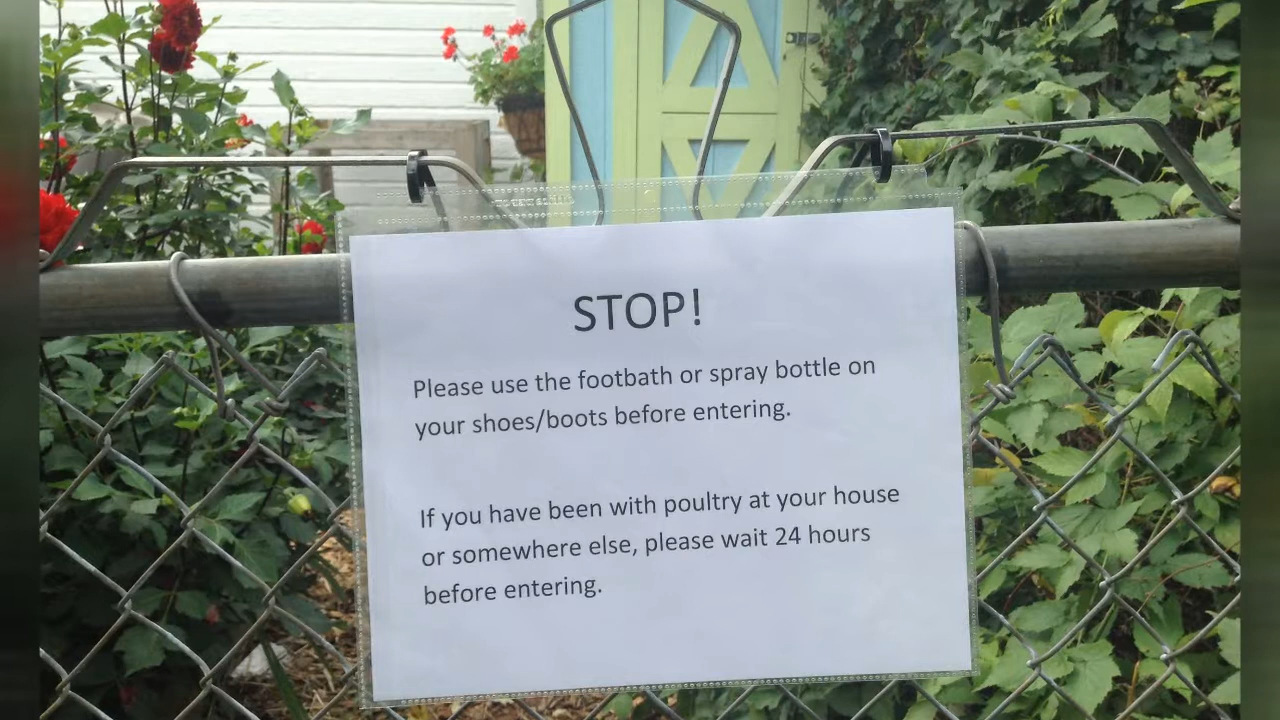 STOP!
Please use the footbath or spray bottle on
your shoes/boots before entering.
If you have been with poultry at your house
or somewhere else, please wait 24 hours
before entering.